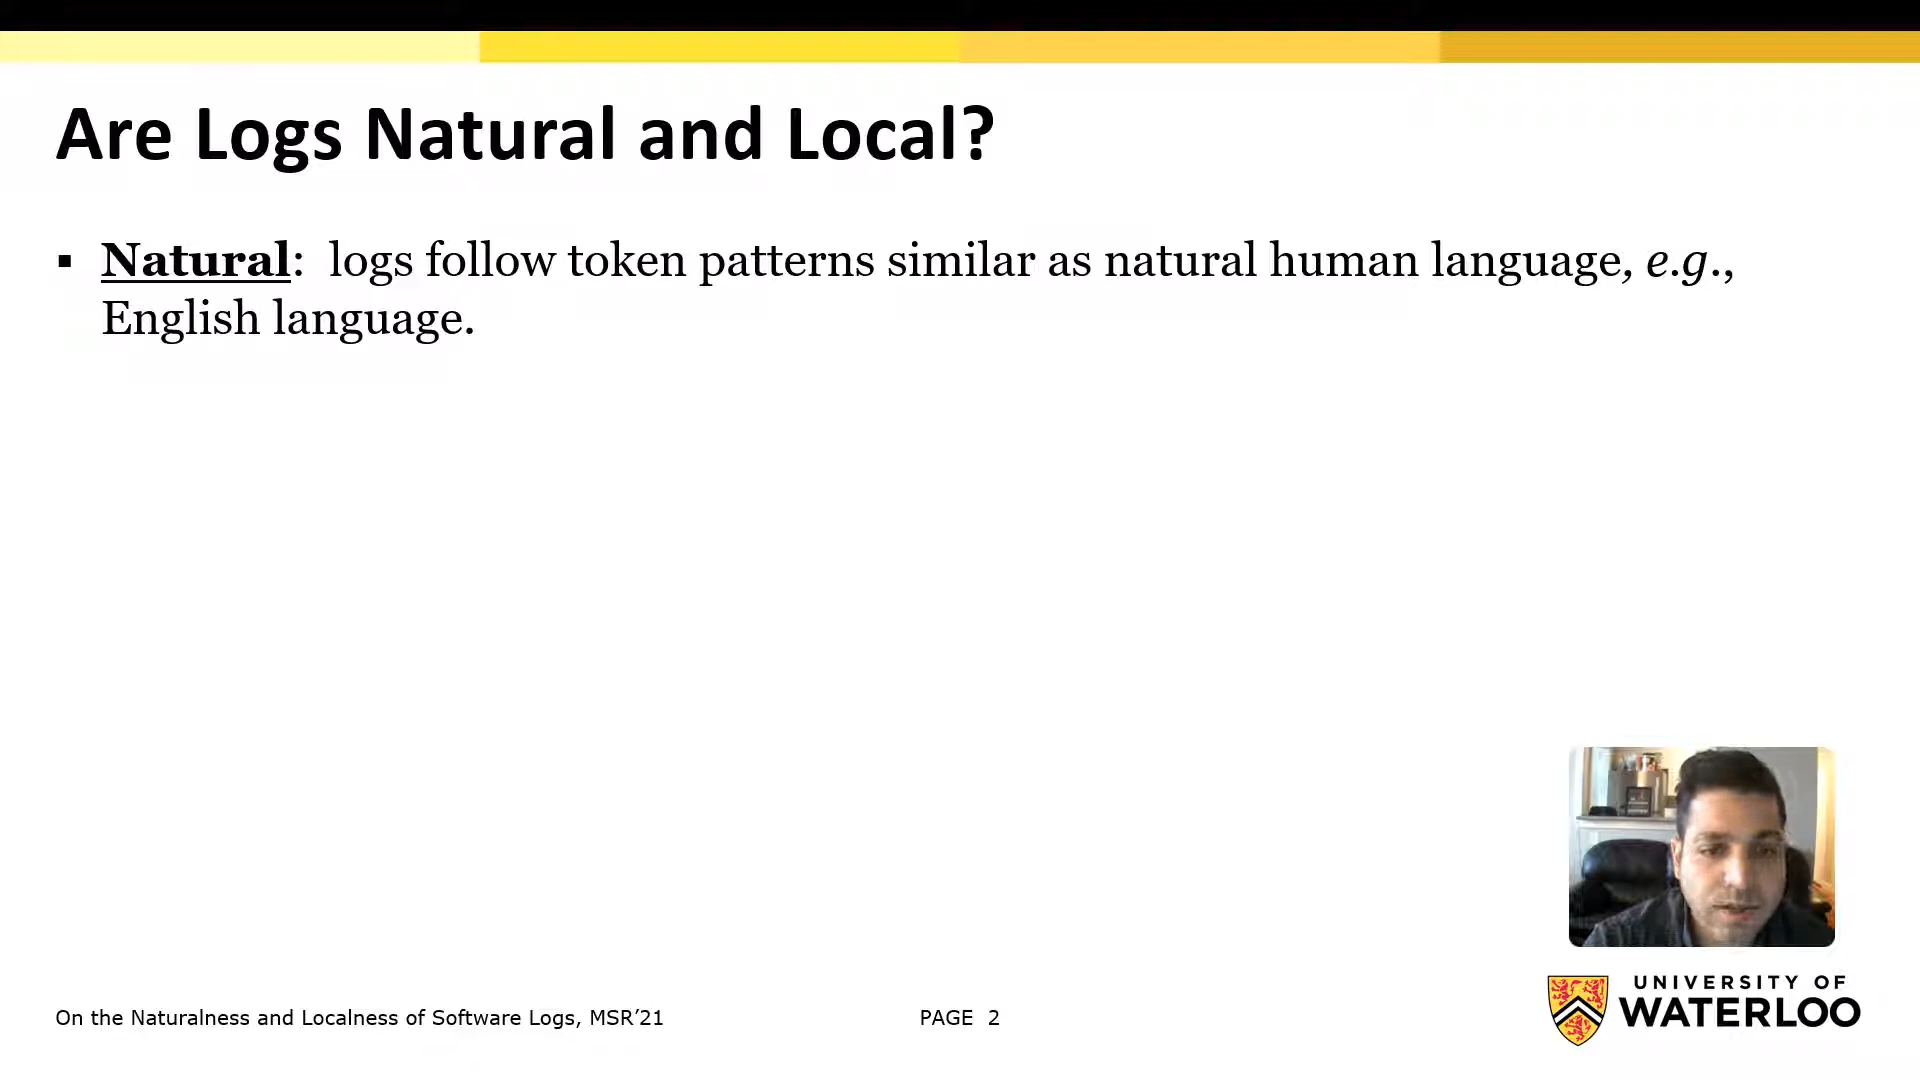 Are Logs Natural and Local?
▪ Natural: logs follow token patterns similar as natural human language, e.g.,
English language.
On the Naturalness and Localness of Software Logs, MSR’21
PAGE 2
UNIVERSITY OF
WATERLOO